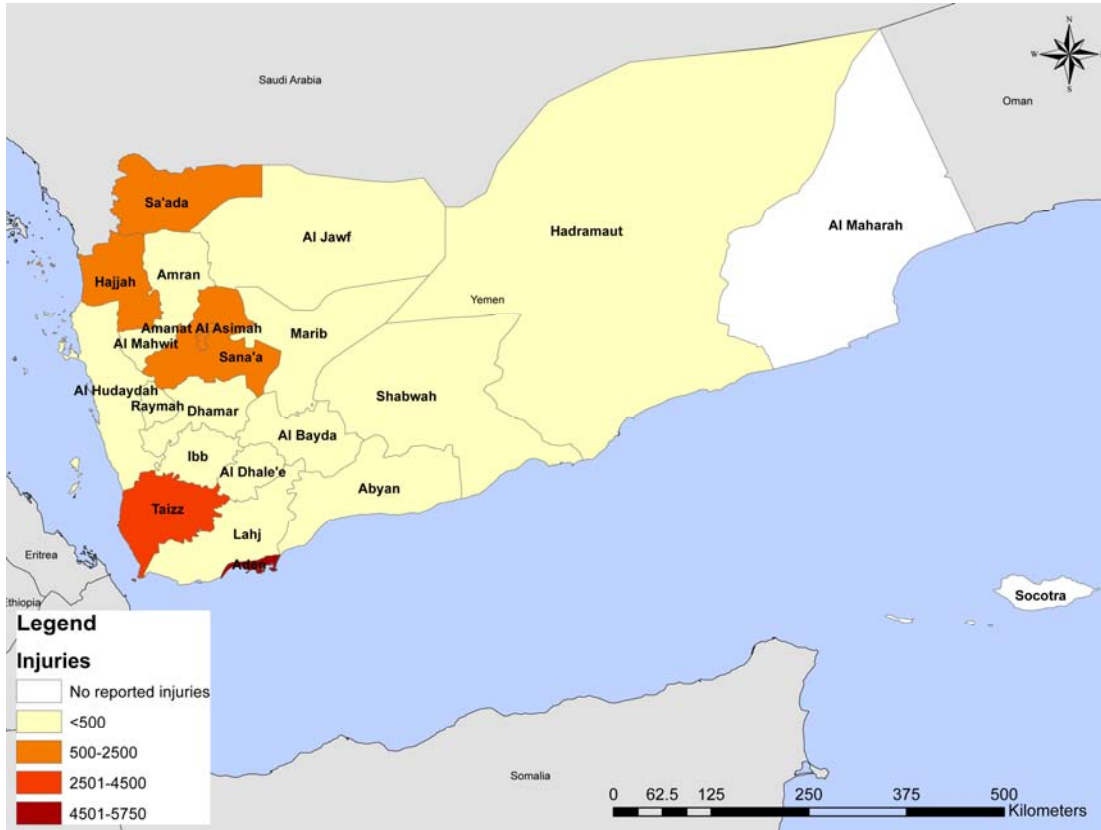 N
W
S
Saudi Arabia
Oman
Sa'ada
Al Jawf
Hadramaut
Al Maharah
Hajjah
Amran
Yemen
Amanat Al Asimah
Marib
Al Mahwit
Sana'a
Al Hudaydah
Shabwah
Raymah
Dhamar
Al Bayda
Ibb
Al Dhale'e
Abyan
Taizz
Lahj
Eritrea
Aden
Ethiopia
Socotra
Legend
Injuries
No reported injuries
<500
500-2500
2501-4500
4501-5750
Somalia
0 62.5 125 250 375 500
Kilometers